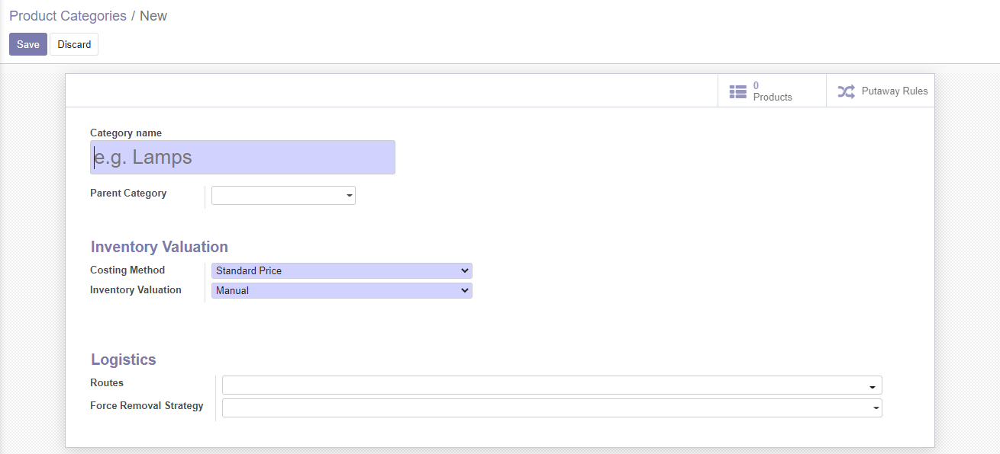 Product Categories / New
Save Discard
0
Products
Putaway Rules
Category name
e.g. Lamps
Parent Category
Inventory Valuation
Costing Method Standard Price
Inventory Valuation Manual
Logistics
Routes
Force Removal Strategy